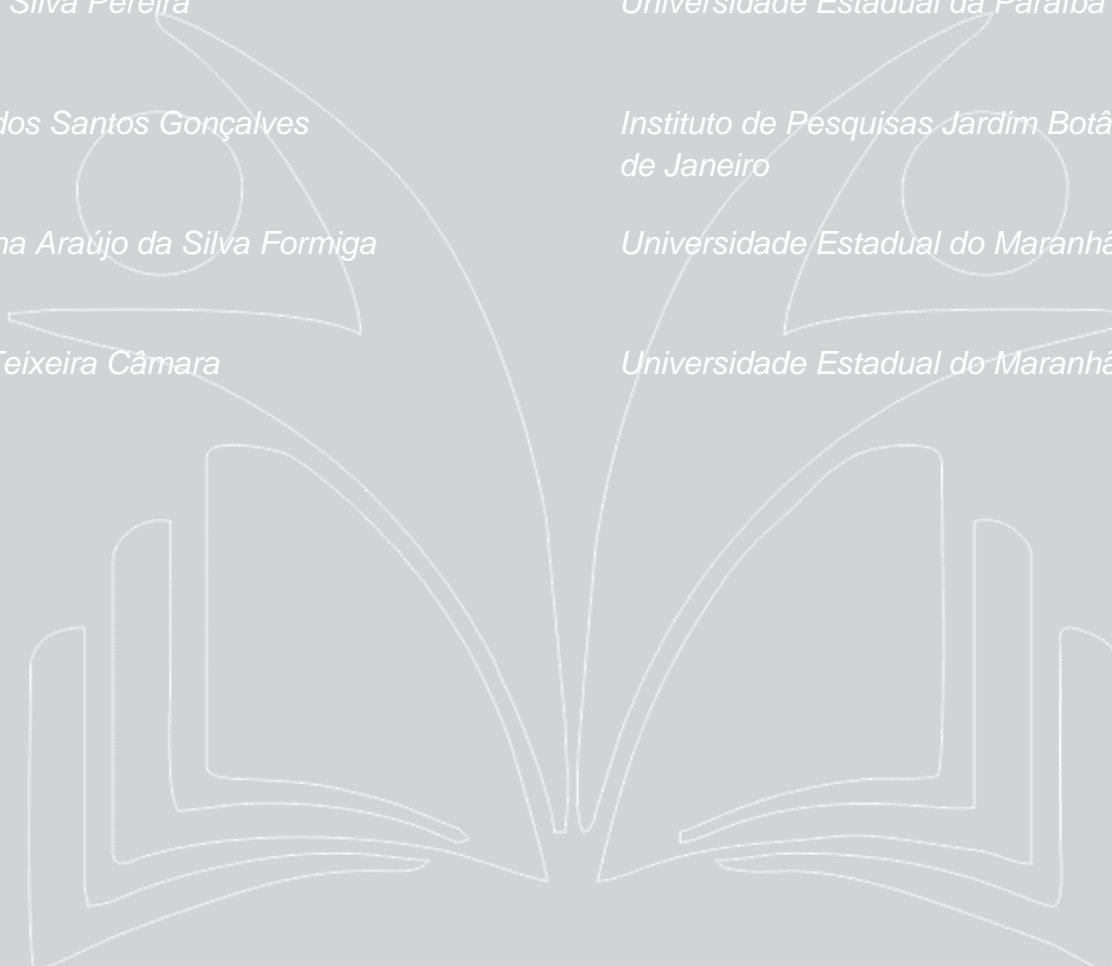 Silva Pereira
Universidade Estadual da Paraíba
dos Santos Gonçalves
Instituto de Pesquisas Jardim Botâ
de Janeiro
na Araújo da Silva Formiga
Universidade Estadual do Maranhã
Teixeira Câmara
Universidade Estadual do Maranhã